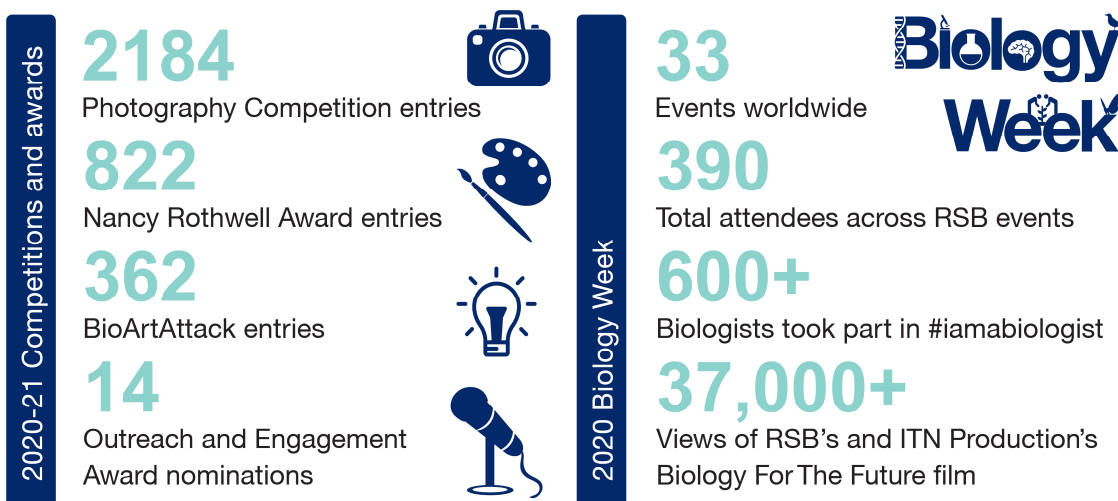 2020-21 Competitions and awards
2184
Photography Competition entries
822
Nancy Rothwell Award entries
362
BioArtAttack entries
14
Outreach and Engagement
Award nominations
2020 Biology Week
33
Events worldwide
390
Total attendees across RSB events
600+
Biologists took part in #iamabiologist
37,000+
Views of RSB's and ITN Production's
Biology For The Future film
Biology
Week